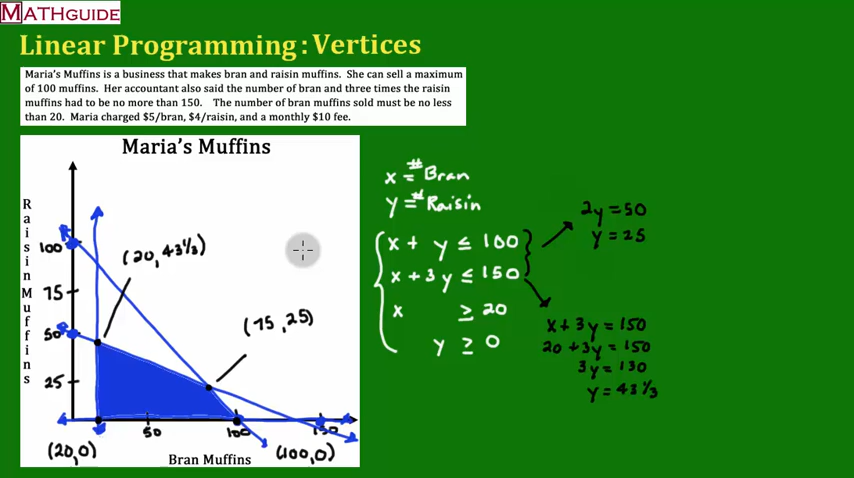 MATHGUIDE
Linear Programming: Vertices
Maria's Muffins is a business that makes bran and raisin muffins. She can sell a maximum
of 100 muffins. Her accountant also said the number of bran and three times the raisin
muffins had to be no more than 150. The number of bran muffins sold must be no less
than 20. Maria charged $5/bran, $4/raisin, and a monthly $10 fee.
Maria's Muffins
Raisin Muffins
100
75
50
25
(20, 43 1/3)
(75, 25)
50
100
150
(20,0)
(100,0)
Bran Muffins
x = # Bran
y = # Raisin
x + y ≤ 100
x + 3y ≤ 150
x ≥ 20
y ≥ 0
2y = 50
y = 25
x + 3y = 150
20 + 3y = 150
3y = 130
y = 43 1/3